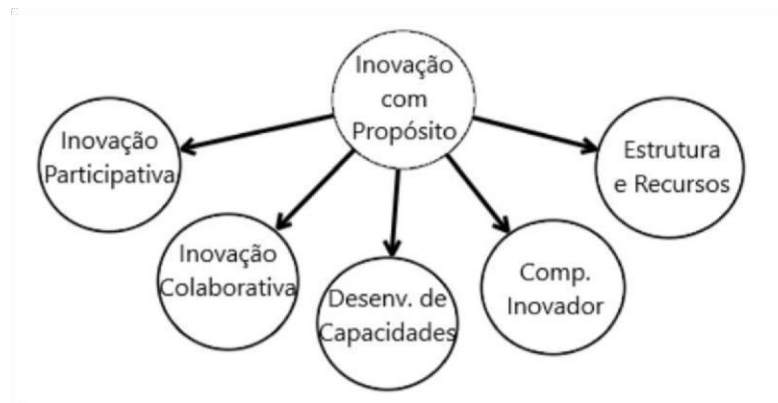 Inovação
com
Propósito
Inovação
Participativa
Inovação
Colaborativa
Desenv. de
Capacidades
Comp.
Inovador
Estrutura
e Recursos